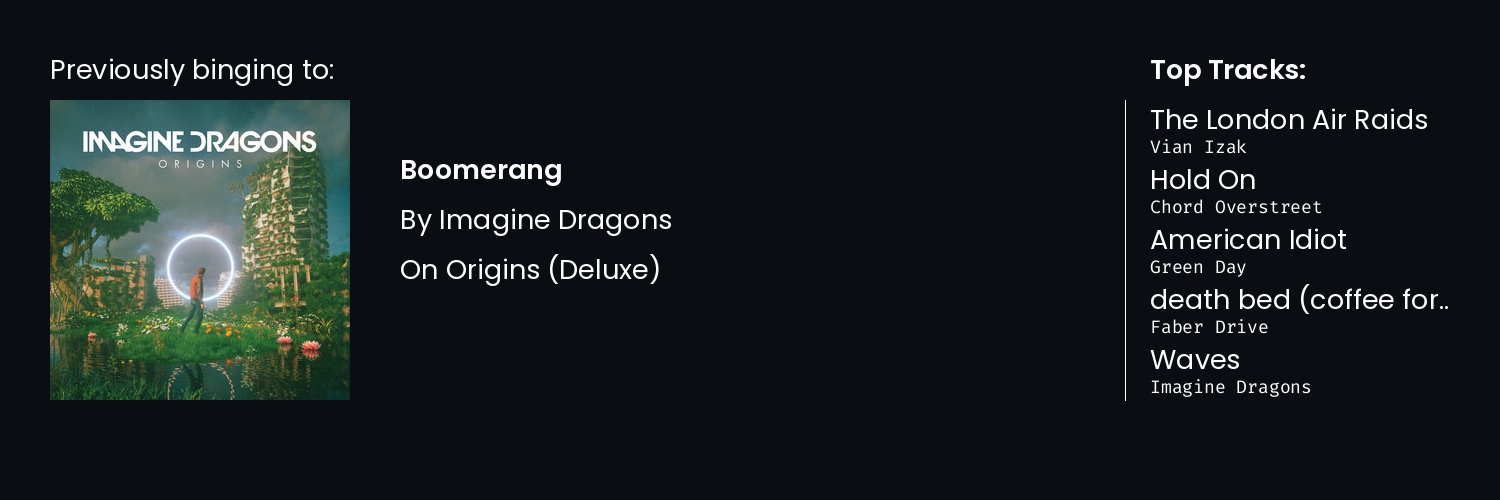 Previously binging to:
IMAGINE DRAGONS
ORIGINS
Boomerang
By Imagine Dragons
On Origins (Deluxe)
Top Tracks:
The London Air Raids
Vian Izak
Hold On
Chord Overstreet
American Idiot
Green Day
death bed (coffee for..
Faber Drive
Waves
Imagine Dragons